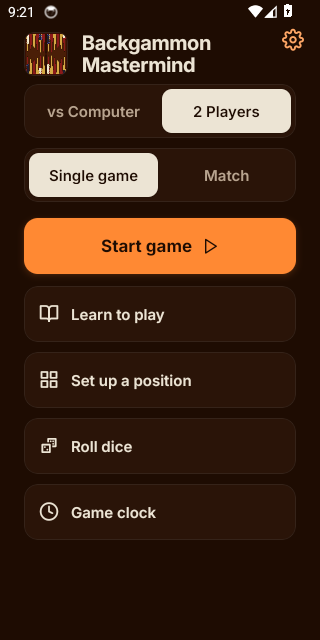 9:21
Backgammon
Mastermind
vs Computer
2 Players
Single game
Match
Start game
Learn to play
Set up a position
Roll dice
Game clock